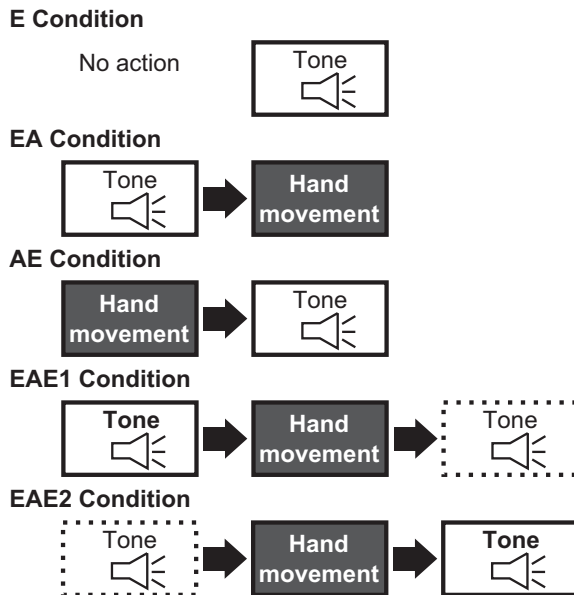 E Condition
No action
Tone
EA Condition
Tone
Hand
movement
AE Condition
Hand
movement
Tone
EAE1 Condition
Tone
Hand
movement
Tone
EAE2 Condition
Tone
Hand
movement
Tone